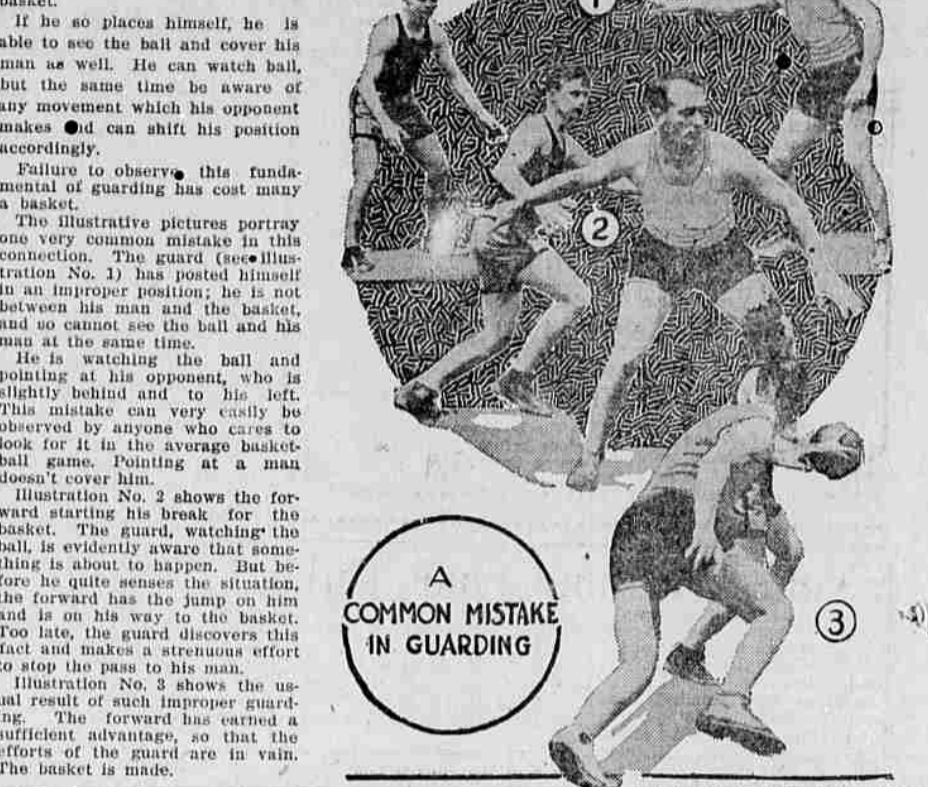 basket.
If he so places himself, he is
able to see the ball and cover his
man as well. He can watch ball,
but the same time be aware of
any movement which his opponent
makes and can shift his position
accordingly.
Failure to observe this funda-
mental of guarding has cost many
a basket.
The illustrative pictures portray
one very common mistake in this
connection. The guard (see illus-
tration No. 1) has posted himself
in an improper position; he is not
between his man and the basket,
and so cannot see the ball and his
man at the same time.
He is watching the ball and
pointing at his opponent, who is
slightly behind and to his left.
This mistake can very easily be
observed by anyone who cares to
look for it in the average basket-
ball game. Pointing at a man
doesn't cover him.
Illustration No. 2 shows the for-
ward starting his break for the
basket. The guard, watching the
ball, is evidently aware that some-
thing is about to happen. But be-
fore he quite senses the situation,
the forward has the jump on him
and is on his way to the basket.
Too late, the guard discovers this
fact and makes a strenuous effort
to stop the pass to his man.
Illustration No. 3 shows the us-
ual result of such improper guard-
ing. The forward has earned a
sufficient advantage, so that the
efforts of the guard are in vain.
The basket is made.
1
2
A
COMMON MISTAKE
IN GUARDING
3